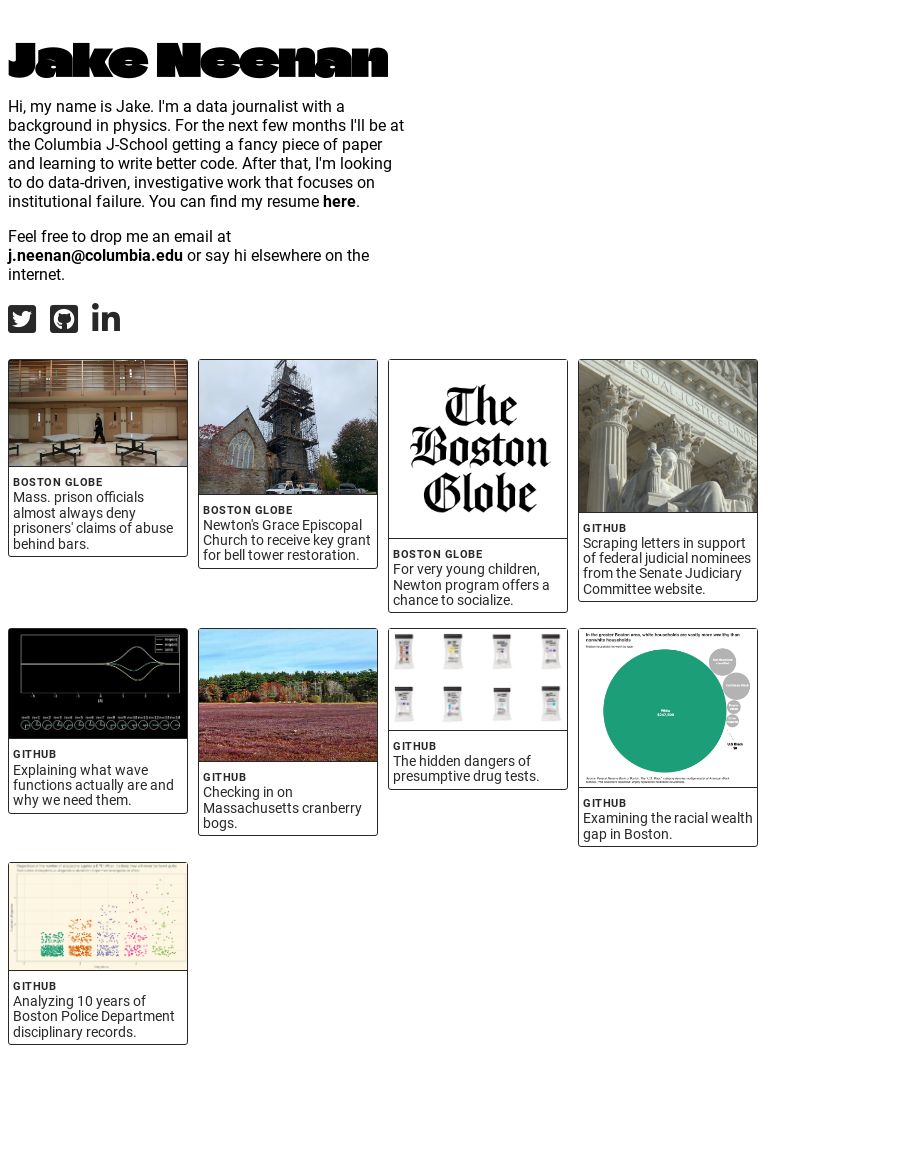 Jake Neenan
Hi, my name is Jake. I'm a data journalist with a
background in physics. For the next few months I'll be at
the Columbia J-School getting a fancy piece of paper
and learning to write better code. After that, I'm looking
to do data-driven, investigative work that focuses on
institutional failure. You can find my resume here.
Feel free to drop me an email at
j.neenan@columbia.edu or say hi elsewhere on the
internet.
in
BOSTON GLOBE
Mass. prison officials
almost always deny
prisoners' claims of abuse
behind bars.
BOSTON GLOBE
Newton's Grace Episcopal
Church to receive key grant
for bell tower restoration.
The
Boston
Globe
BOSTON GLOBE
For very young children,
Newton program offers a
chance to socialize.
EQUAL JUSTICE UNDER
GITHUB
Scraping letters in support
of federal judicial nominees
from the Senate Judiciary
Committee website.
GITHUB
Explaining what wave
functions actually are and
why we need them.
GITHUB
Checking in on
Massachusetts cranberry
bogs.
GITHUB
The hidden dangers of
presumptive drug tests.
In the greater Boston area, white households are vastly more wealthy than
nonwhite households
White
$247,500
U.S Black
GITHUB
Examining the racial wealth
gap in Boston.
GITHUB
Analyzing 10 years of
Boston Police Department
disciplinary records.